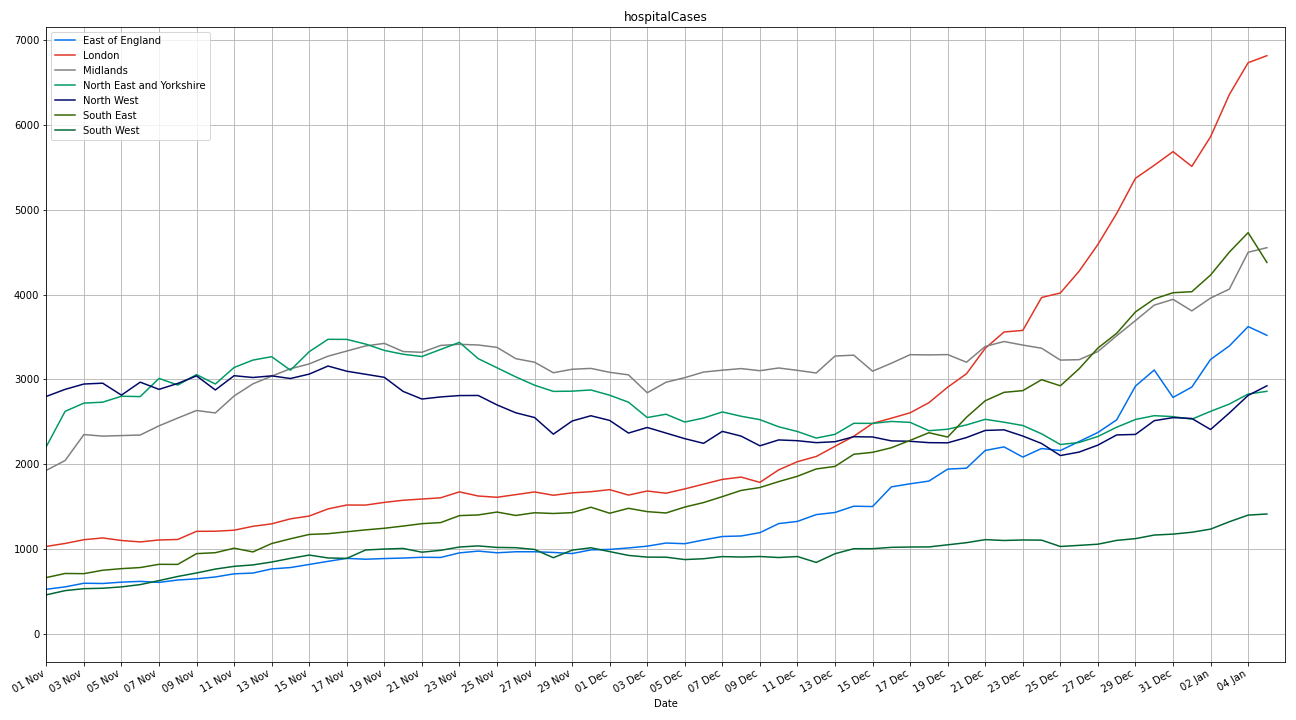 hospitalCases
7000
6000
5000
4000
3000
2000
1000
0
East of England
London
Midlands
North East and Yorkshire
North West
South East
South West
01 Nov
03 Nov
05 Nov
07 Nov
09 Nov
11 Nov
13 Nov
15 Nov
17 Nov
19 Nov
21 Nov
23 Nov
25 Nov
27 Nov
29 Nov
01 Dec
03 Dec
05 Dec
07 Dec
09 Dec
11 Dec
13 Dec
15 Dec
17 Dec
19 Dec
21 Dec
23 Dec
25 Dec
27 Dec
29 Dec
31 Dec
02 Jan
04 Jan
Date